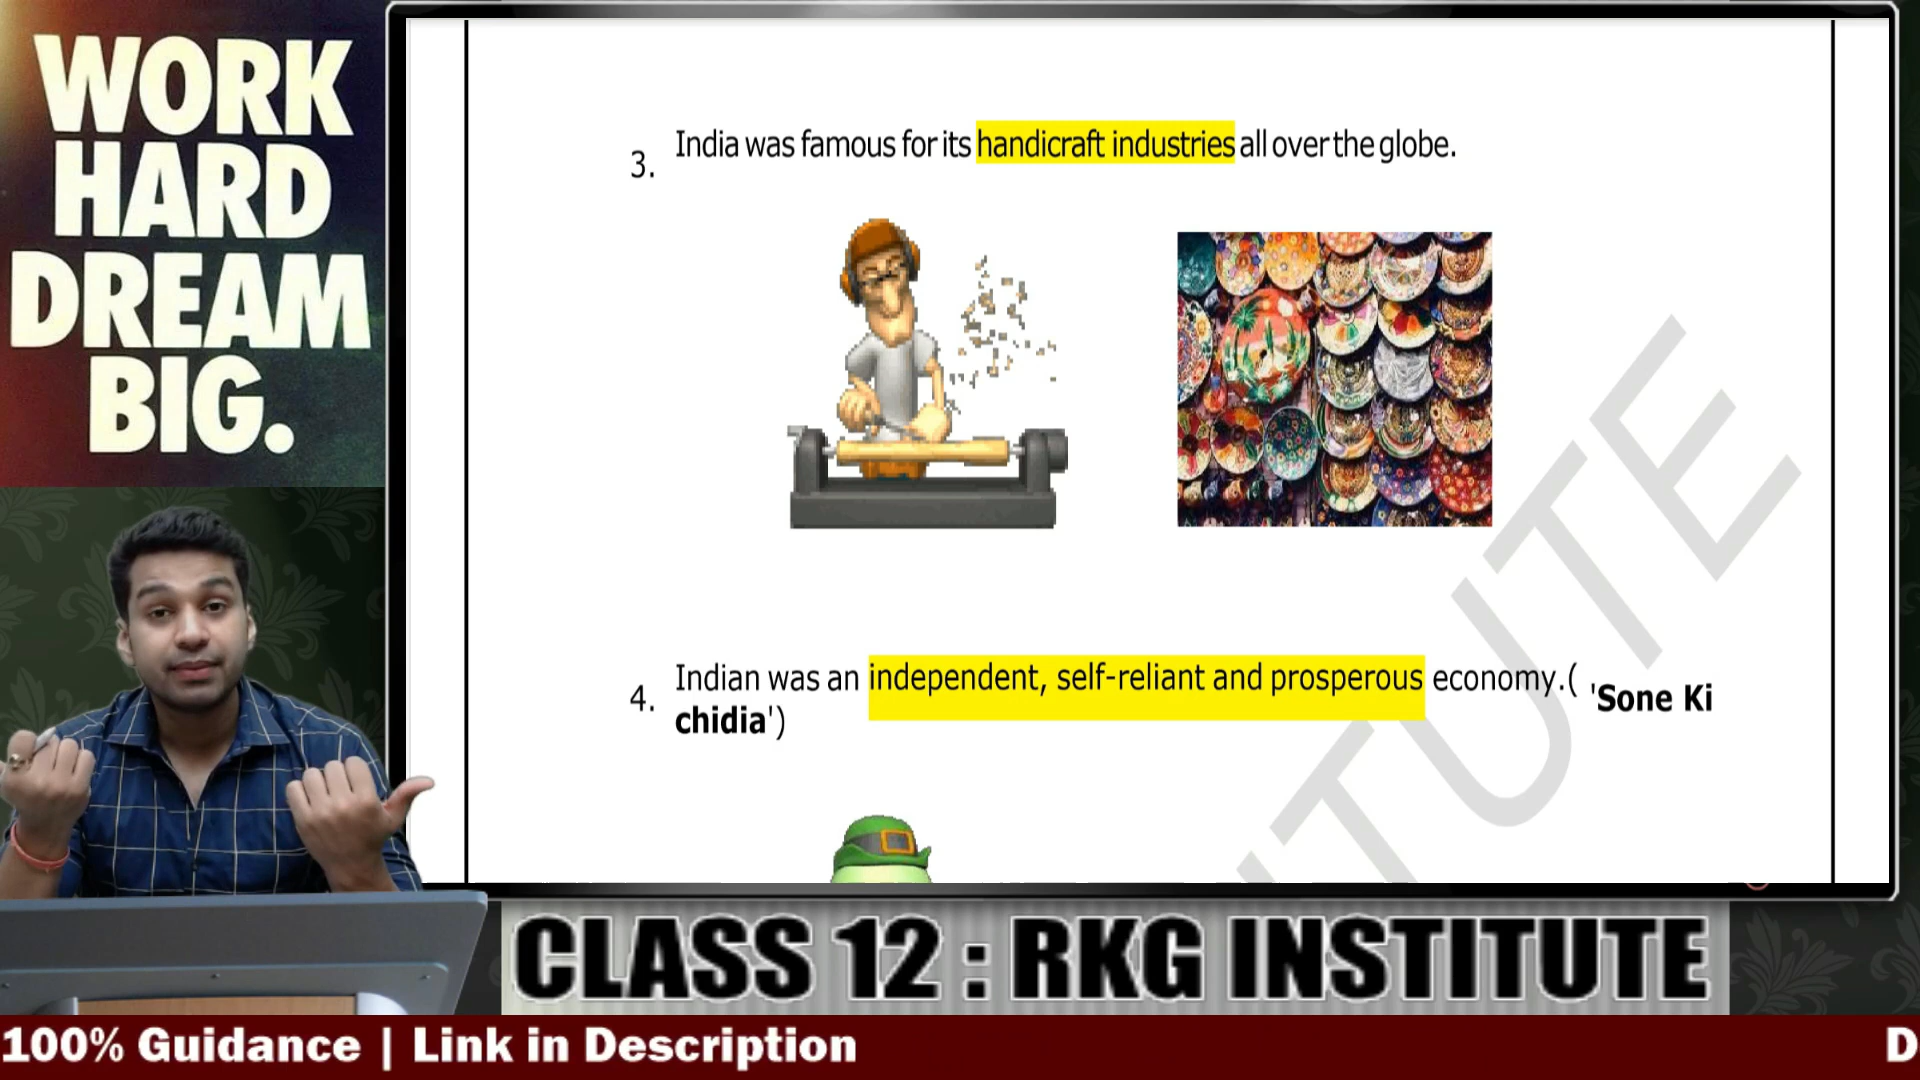 WORK
HARD
DREAM
BIG.
3. India was famous for its handicraft industries all over the globe.
4. Indian was an independent, self-reliant and prosperous economy.( 'Sone Ki
chidia')
CLASS 12 : RKG INSTITUTE
100% Guidance | Link in Description